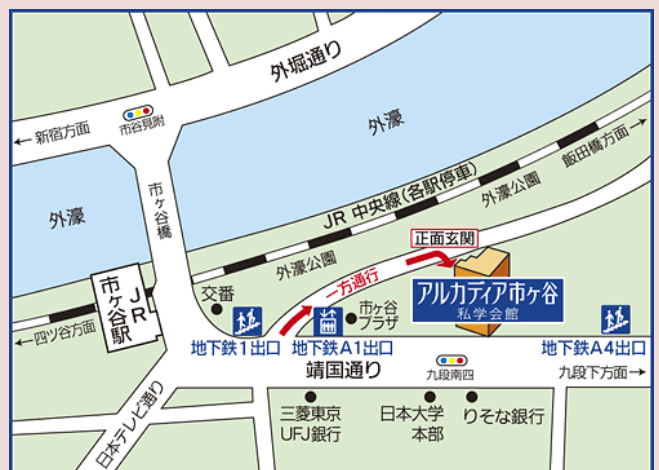 外堀通り
←新宿方面
市谷見附
外濠
飯田橋方面→
市ヶ谷橋
外濠
JR 中央線(各駅停車)
外濠公園
正面玄関
外濠公園
一方通行
アルカディア市ヶ谷
私学会館
JR
市ヶ谷駅
交番
市ヶ谷
プラザ
←四ツ谷方面
地下鉄1出口
地下鉄A1出口
地下鉄A4出口
靖国通り
九段南四
九段下方面→
日本テレビ通り
三菱東京
UFJ銀行
日本大学
本部
りそな銀行